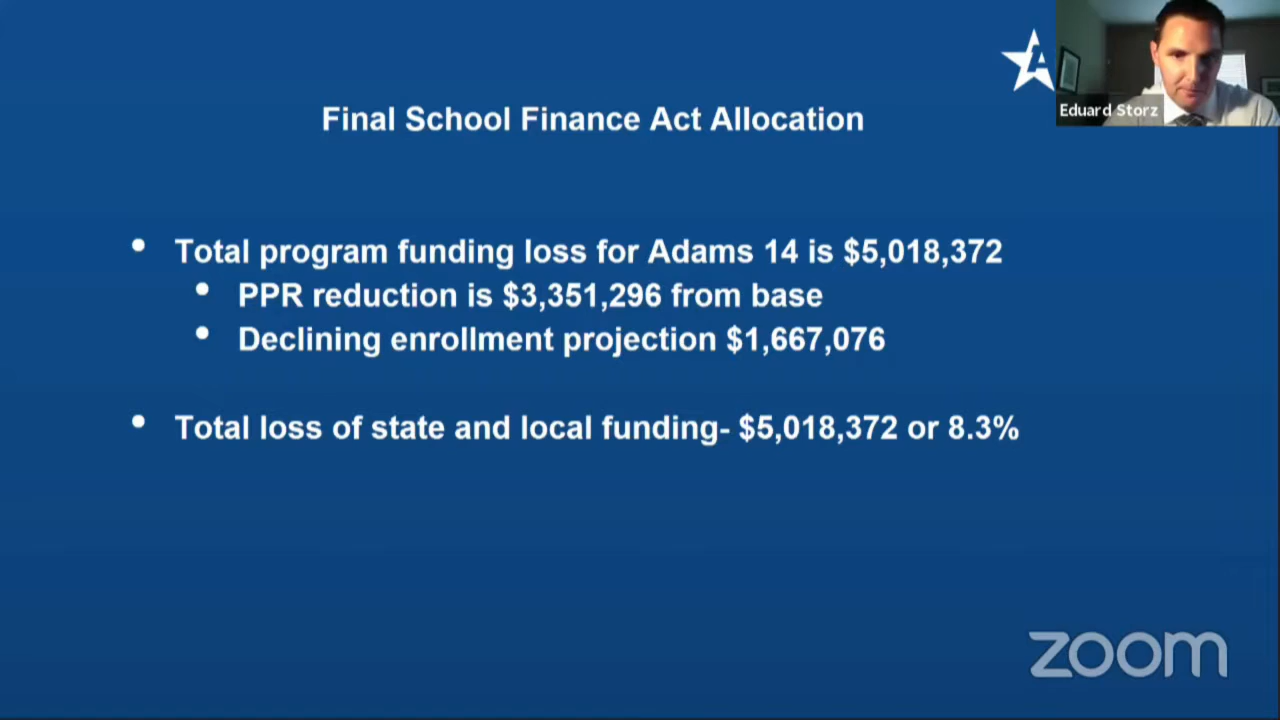 Final School Finance Act Allocation
A
Eduard Storz
• Total program funding loss for Adams 14 is $5,018,372
• PPR reduction is $3,351,296 from base
• Declining enrollment projection $1,667,076
• Total loss of state and local funding- $5,018,372 or 8.3%
zoom